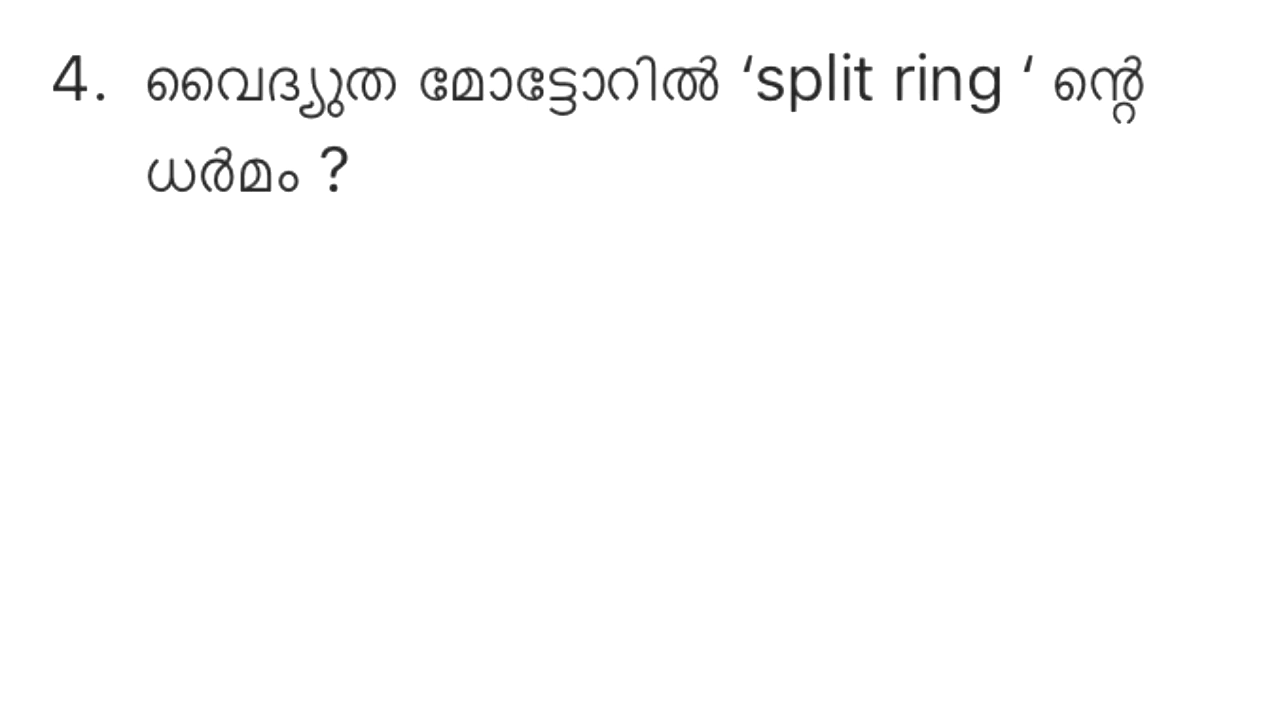 4. വൈദ്യുത മോട്ടോറിൽ ‘split ring ‘ ന്റെ
ധർമം ?